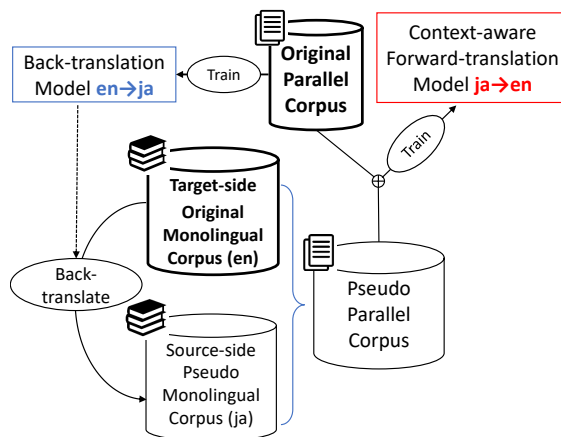 Back-translation
Model en→ja
Train
Original
Parallel
Corpus
Context-aware
Forward-translation
Model ja→en
Train
Target-side
Original
Monolingual
Corpus (en)
Back-
translate
Source-side
Pseudo
Monolingual
Corpus (ja)
Pseudo
Parallel
Corpus